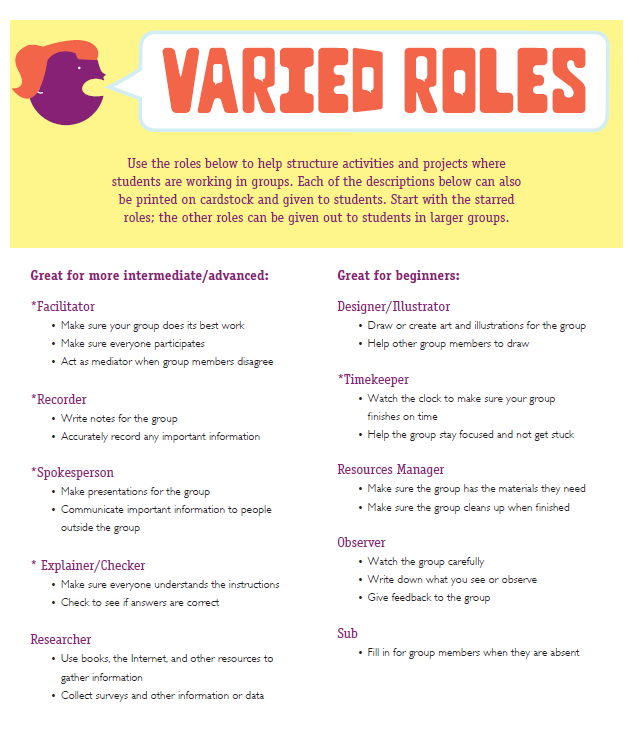 VARIED ROLES
Use the roles below to help structure activities and projects where
students are working in groups. Each of the descriptions below can also
be printed on cardstock and given to students. Start with the starred
roles; the other roles can be given out to students in larger groups.
Great for more intermediate/advanced:
*Facilitator
• Make sure your group does its best work
• Make sure everyone participates
• Act as mediator when group members disagree
*Recorder
• Write notes for the group
• Accurately record any important information
*Spokesperson
• Make presentations for the group
• Communicate important information to people
outside the group
* Explainer/Checker
• Make sure everyone understands the instructions
• Check to see if answers are correct
Researcher
• Use books, the Internet, and other resources to
gather information
• Collect surveys and other information or data
Great for beginners:
Designer/Illustrator
• Draw or create art and illustrations for the group
• Help other group members to draw
*Timekeeper
• Watch the clock to make sure your group
finishes on time
• Help the group stay focused and not get stuck
Resources Manager
• Make sure the group has the materials they need
• Make sure the group cleans up when finished
Observer
• Watch the group carefully
• Write down what you see or observe
• Give feedback to the group
Sub
• Fill in for group members when they are absent